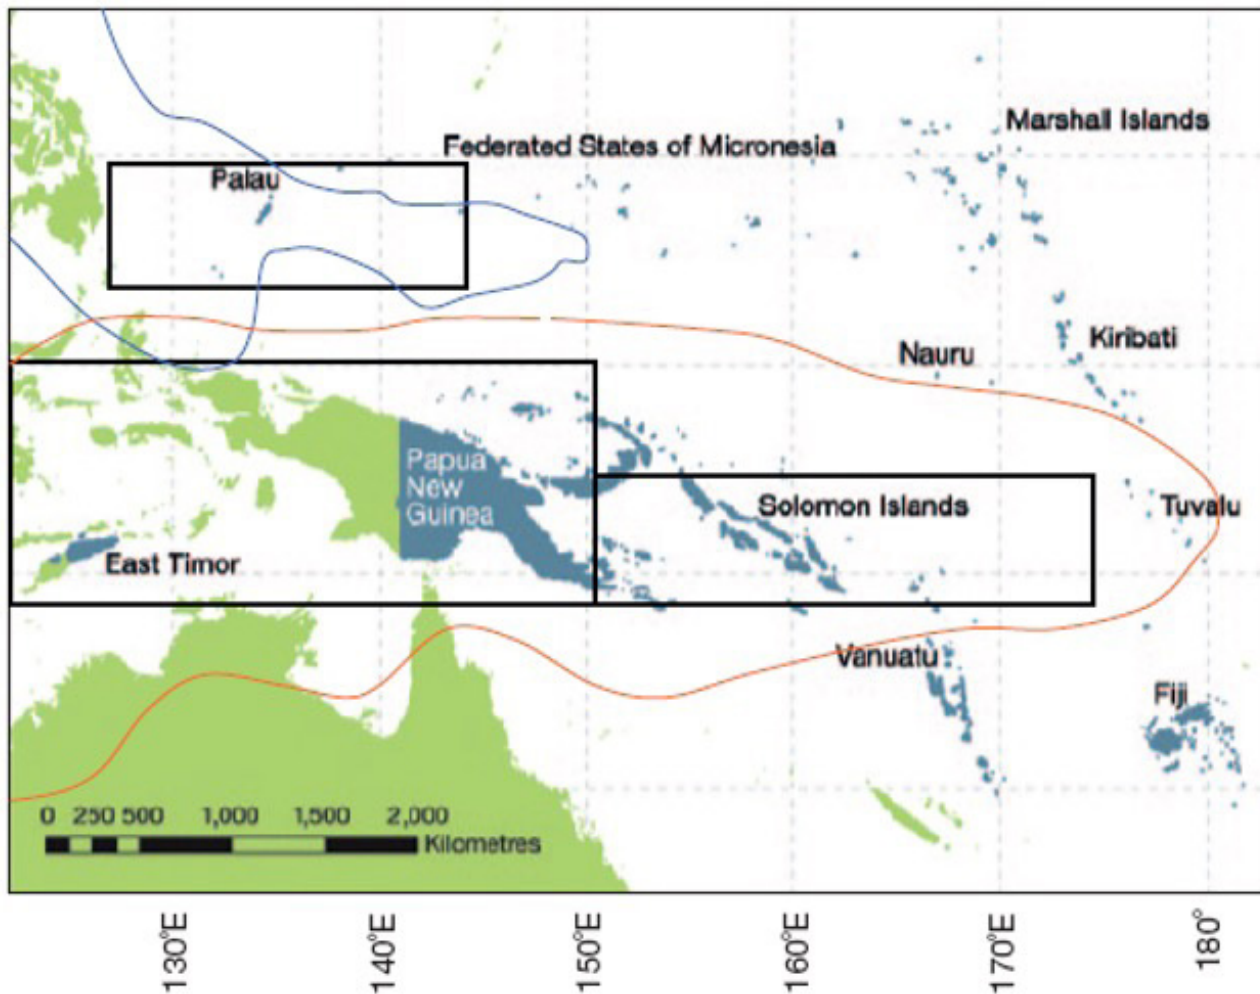 Marshall Islands
Federated States of Micronesia
Palau
Kiribati
Nauru
Papua
New
Guinea
Solomon Islands
Tuvalu
East Timor
Vanuatu
Fiji
0 250 500 1,000 1,500 2,000
Kilometres
130°E 140°E 150°E 160°E 170°E 180°